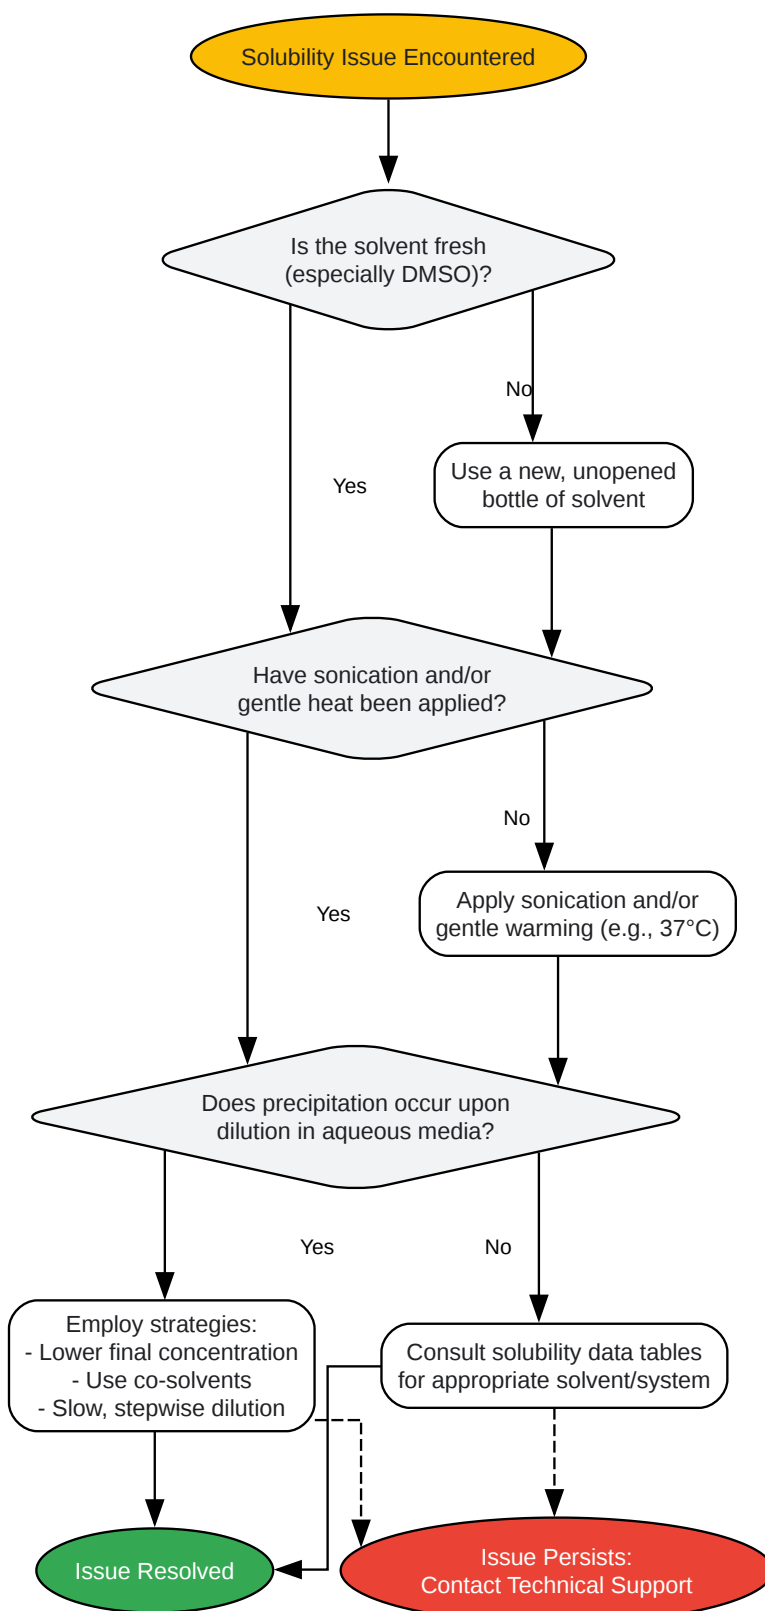 Solubility Issue Encountered
Is the solvent fresh
(especially DMSO)?
No
Use a new, unopened
bottle of solvent
Yes
Have sonication and/or
gentle heat been applied?
No
Apply sonication and/or
gentle warming (e.g., 37°C)
Yes
Does precipitation occur upon
dilution in aqueous media?
Yes
No
Employ strategies:
- Lower final concentration
- Use co-solvents
- Slow, stepwise dilution
Consult solubility data tables
for appropriate solvent/system
Issue Resolved
Issue Persists:
Contact Technical Support